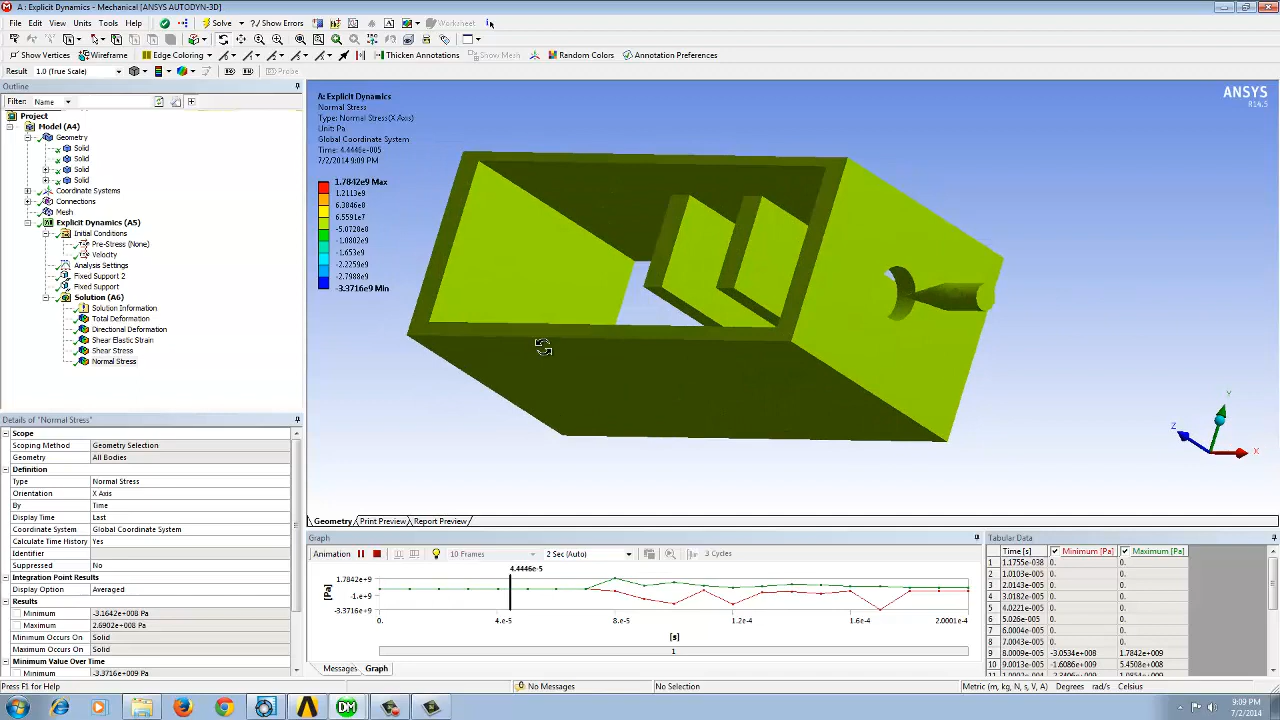 A: Explicit Dynamics - Mechanical [ANSYS AUTODYN-3D]
File Edit View Units Tools Help Solve Show Errors Worksheet
Show Vertices Wireframe Edge Coloring Thicken Annotations Show Mesh Random Colors Annotation Preferences
Result 1.0 (True Scale) Probe
Outline
Filter: Name
Project
Model (A4)
Geometry
Solid
Solid
Solid
Solid
Coordinate Systems
Connections
Mesh
Explicit Dynamics (A5)
Initial Conditions
Pre-Stress (None)
Velocity
Analysis Settings
Fixed Support 2
Fixed Support
Solution (A6)
Solution Information
Total Deformation
Directional Deformation
Shear Elastic Strain
Shear Stress
Normal Stress
A: Explicit Dynamics
Normal Stress
Type: Normal Stress(X Axis)
Unit: Pa
Global Coordinate System
Time: 4.4446e-005
7/2/2014 9:09 PM
1.7842e9 Max
1.2113e9
6.3846e8
6.5591e7
-5.0728e8
-1.0802e9
-1.653e9
-2.2259e9
-2.7988e9
-3.3716e9 Min
ANSYS
R14.5
Y
Z
X
Details of "Normal Stress"
Scope
Scoping Method Geometry Selection
Geometry All Bodies
Definition
Type Normal Stress
Orientation X Axis
By Time
Display Time Last
Coordinate System Global Coordinate System
Calculate Time History Yes
Identifier
Suppressed No
Integration Point Results
Display Option Averaged
Results
Minimum -3.1642e+008 Pa
Maximum 2.6902e+008 Pa
Minimum Occurs On Solid
Maximum Occurs On Solid
Minimum Value Over Time
Minimum -3.3716e+009 Pa
Geometry Print Preview Report Preview
Graph
Animation 10 Frames 2 Sec (Auto) 3 Cycles
4.4446e-5
1.7842e+9
-1.e+9
-3.3716e+9
[Pa]
0. 4.e-5 8.e-5 1.2e-4 1.6e-4 2.0001e-4
[s]
1
Messages Graph
Tabular Data
Time [s] Minimum [Pa] Maximum [Pa]
1 1.1755e-038 0. 0.
2 1.0103e-005 0. 0.
3 2.0143e-005 0. 0.
4 3.0182e-005 0. 0.
5 4.0221e-005 0. 0.
6 5.026e-005 0. 0.
7 6.0004e-005 0. 0.
8 7.0043e-005 0. 0.
9 8.0009e-005 -3.0534e+008 1.7842e+009
10 9.0013e-005 -1.6086e+009 5.4508e+008
Press F1 for Help No Messages No Selection Metric (m, kg, N, s, V, A) Degrees rad/s Celsius
DM
9:09 PM
7/2/2014